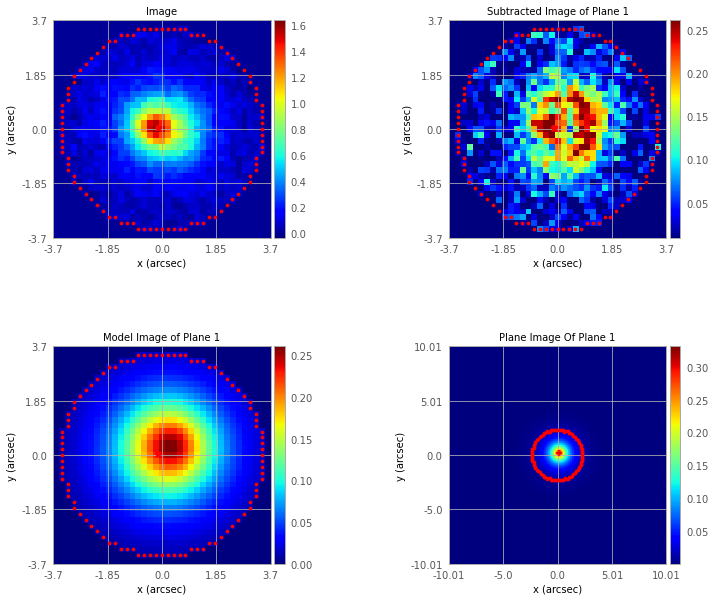 Image
3.7
1.85
0.0
-1.85
-3.7
y (arcsec)
-3.7 -1.85 0.0 1.85 3.7
x (arcsec)
1.6
1.4
1.2
1.0
0.8
0.6
0.4
0.2
0.0
Subtracted Image of Plane 1
3.7
1.85
0.0
-1.85
-3.7
y (arcsec)
-3.7 -1.85 0.0 1.85 3.7
x (arcsec)
0.25
0.20
0.15
0.10
0.05
Model Image of Plane 1
3.7
1.85
0.0
-1.85
-3.7
y (arcsec)
-3.7 -1.85 0.0 1.85 3.7
x (arcsec)
0.25
0.20
0.15
0.10
0.05
0.00
Plane Image Of Plane 1
10.01
5.01
0.0
-5.0
-10.01
y (arcsec)
-10.01 -5.0 0.0 5.01 10.01
x (arcsec)
0.30
0.25
0.20
0.15
0.10
0.05